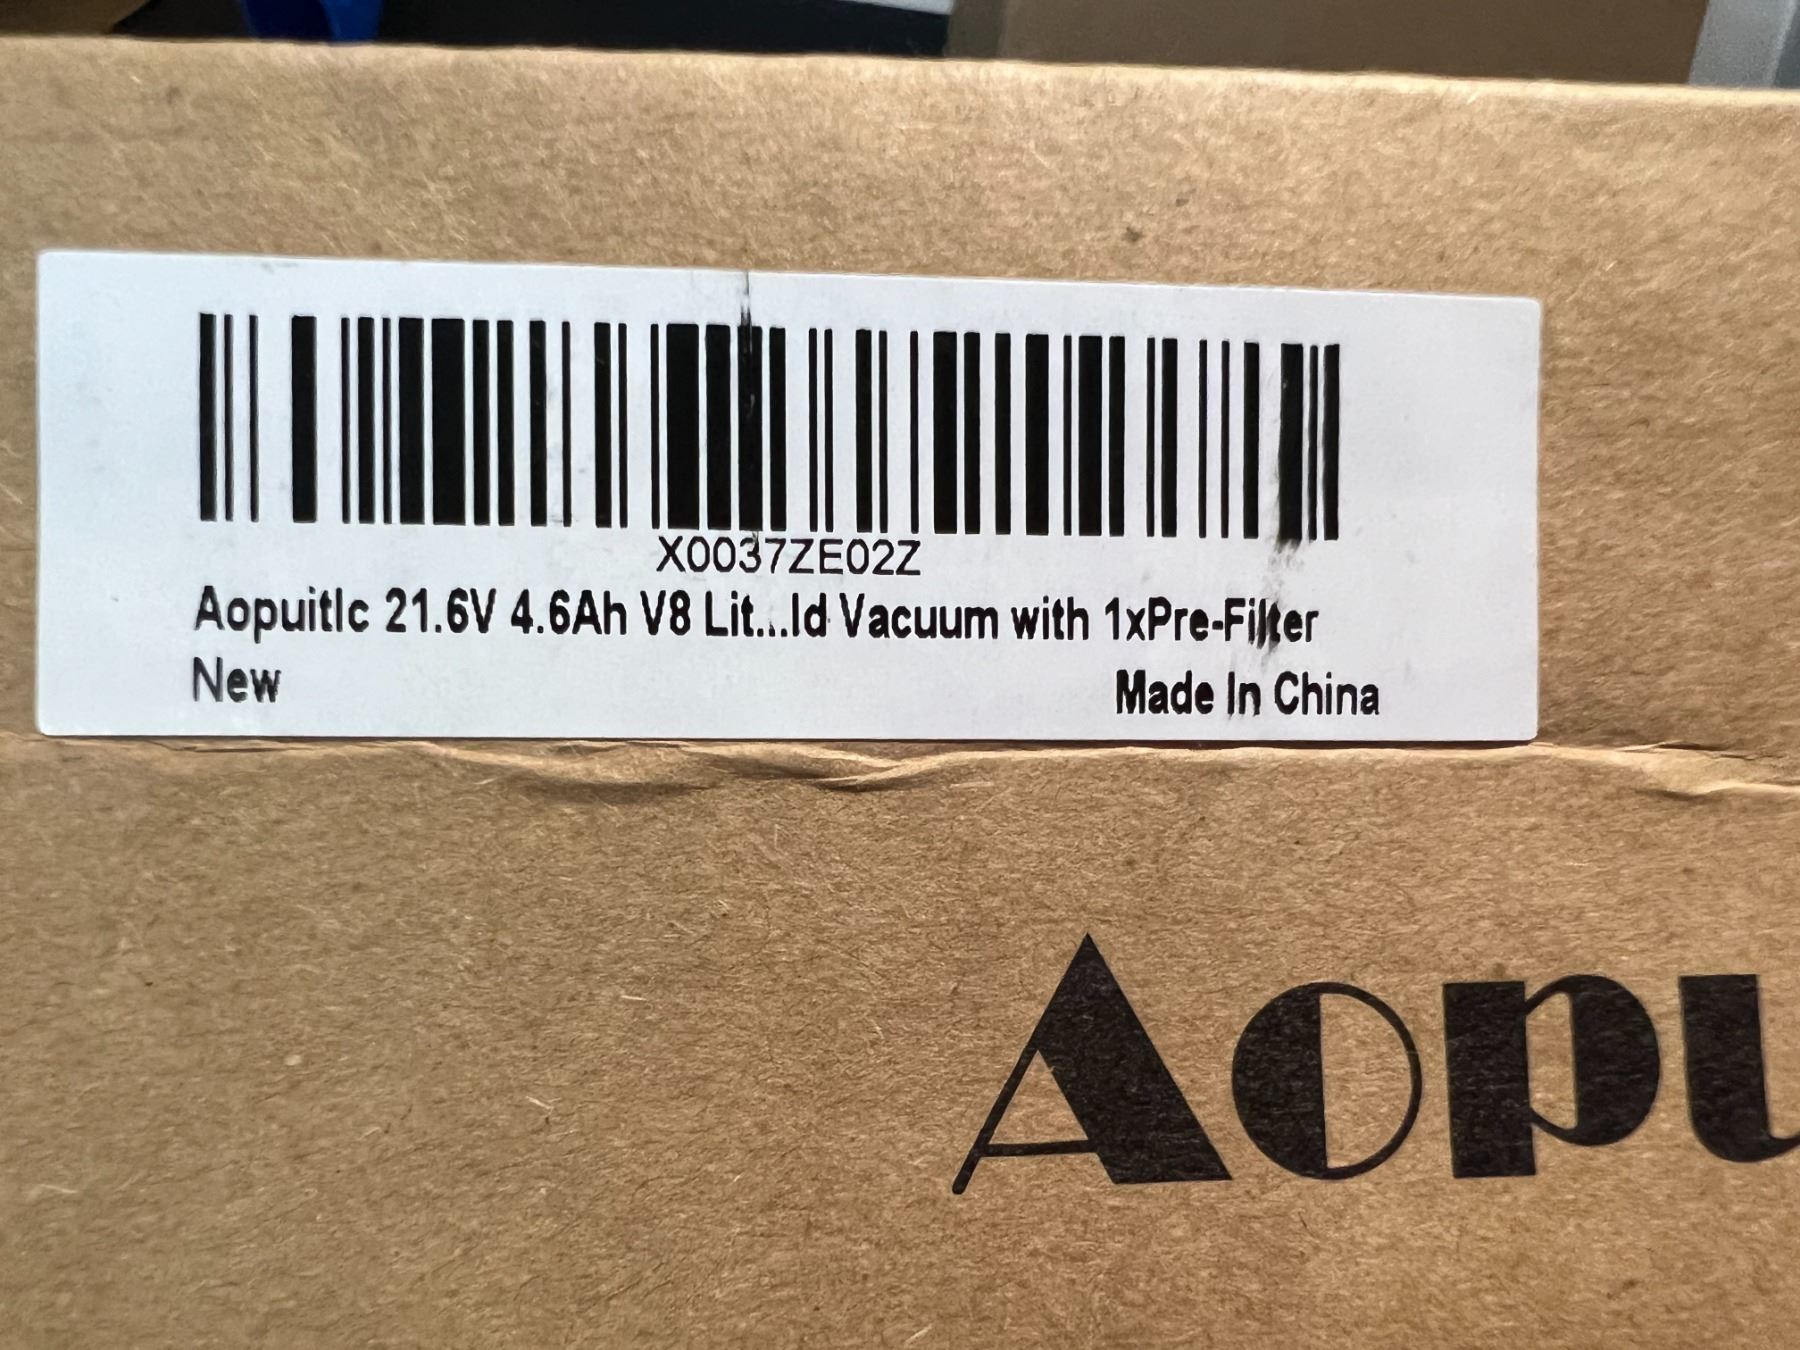 X0037ZE02Z
Aopuitlc 21.6V 4.6Ah V8 Lit...ld Vacuum with 1xPre-Filter
New Made In China
Aopu